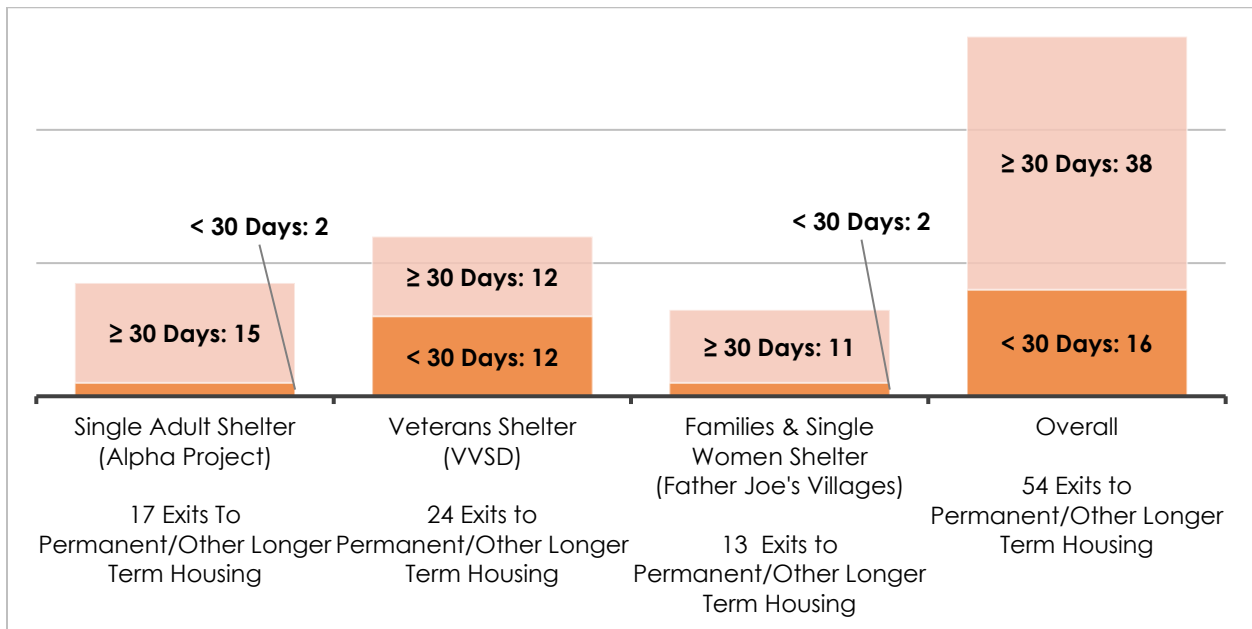 ≥ 30 Days: 38
< 30 Days: 2
< 30 Days: 2
≥ 30 Days: 12
≥ 30 Days: 15
≥ 30 Days: 11
< 30 Days: 12
< 30 Days: 16
Single Adult Shelter
(Alpha Project)
17 Exits To
Permanent/Other Longer
Term Housing
Veterans Shelter
(VVSD)
24 Exits to
Permanent/Other Longer
Term Housing
Families & Single
Women Shelter
(Father Joe's Villages)
13 Exits to
Permanent/Other Longer
Term Housing
Overall
54 Exits to
Permanent/Other Longer
Term Housing